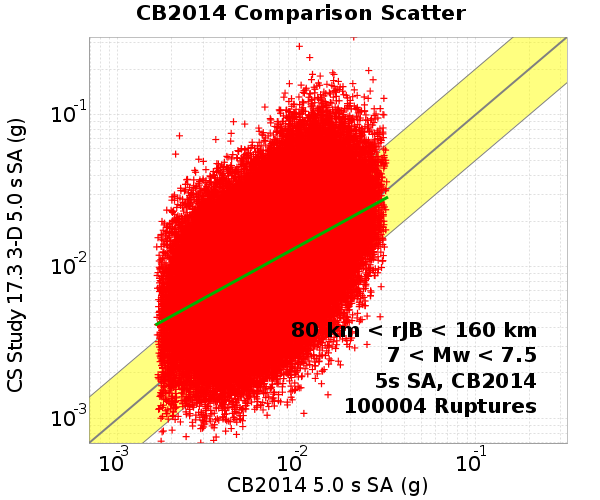 CB2014 Comparison Scatter
CS Study 17.3 3-D 5.0 s SA (g)
10⁻¹
10⁻²
10⁻³
80 km < rJB < 160 km
7 < Mw < 7.5
5s SA, CB2014
100004 Ruptures
10⁻³ 10⁻² 10⁻¹
CB2014 5.0 s SA (g)